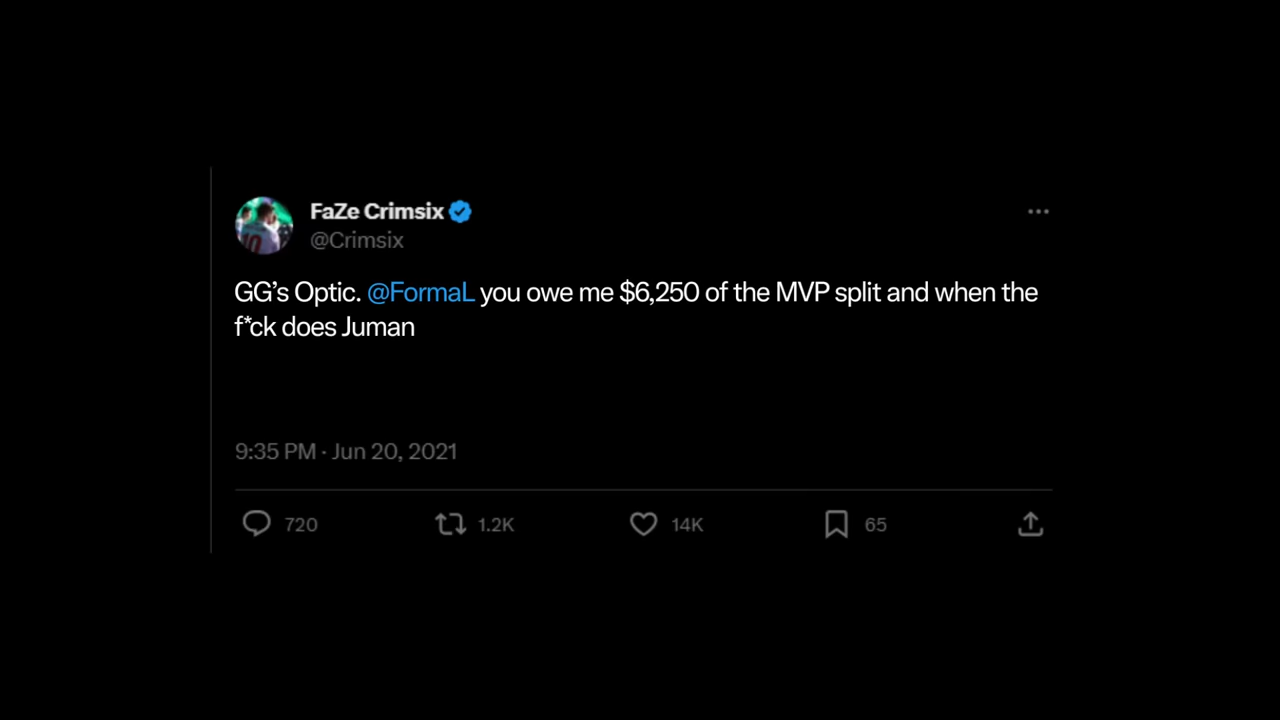 FaZe Crimsix
@Crimsix
GG’s Optic. @FormaL you owe me $6,250 of the MVP split and when the
f*ck does Juman
9:35 PM · Jun 20, 2021
720 1.2K 14K 65